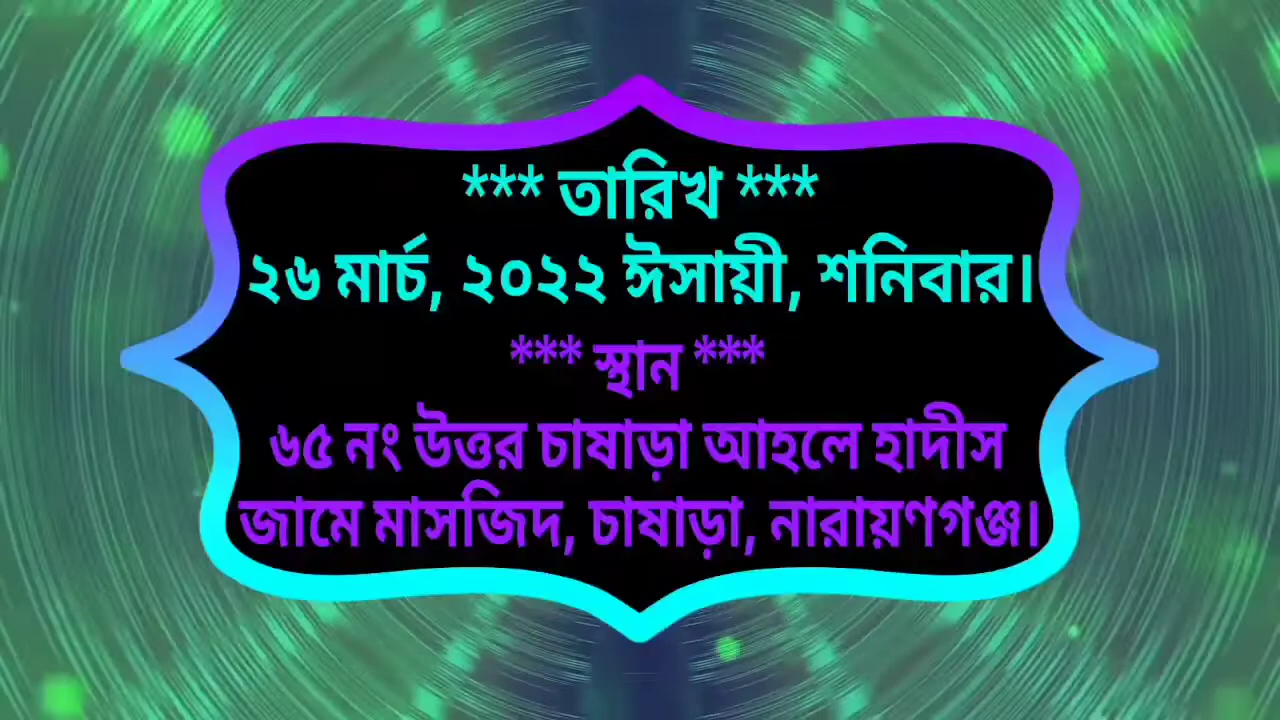 *** তারিখ ***
২৬ মার্চ, ২০২২ ঈসায়ী, শনিবার।
*** স্থান ***
৬৫ নং উত্তর চাষাড়া আহলে হাদীস
জামে মাসজিদ, চাষাড়া, নারায়ণগঞ্জ।